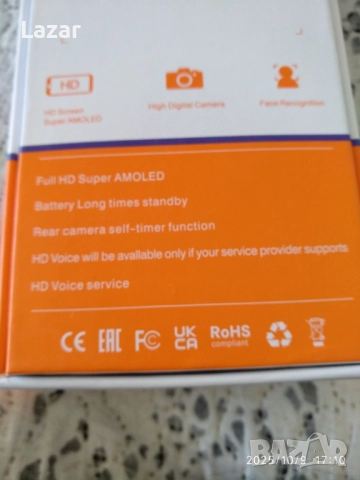 Lazar
HD
HD Screen
Super AMOLED
High Digital Camera
Face Recognition
Full HD Super AMOLED
Battery Long times standby
Rear camera self-timer function
HD Voice will be available only if your service provider supports
HD Voice service
CE EAC FC UK CA RoHS compliant
BAZAR
2025/10/9 17:10